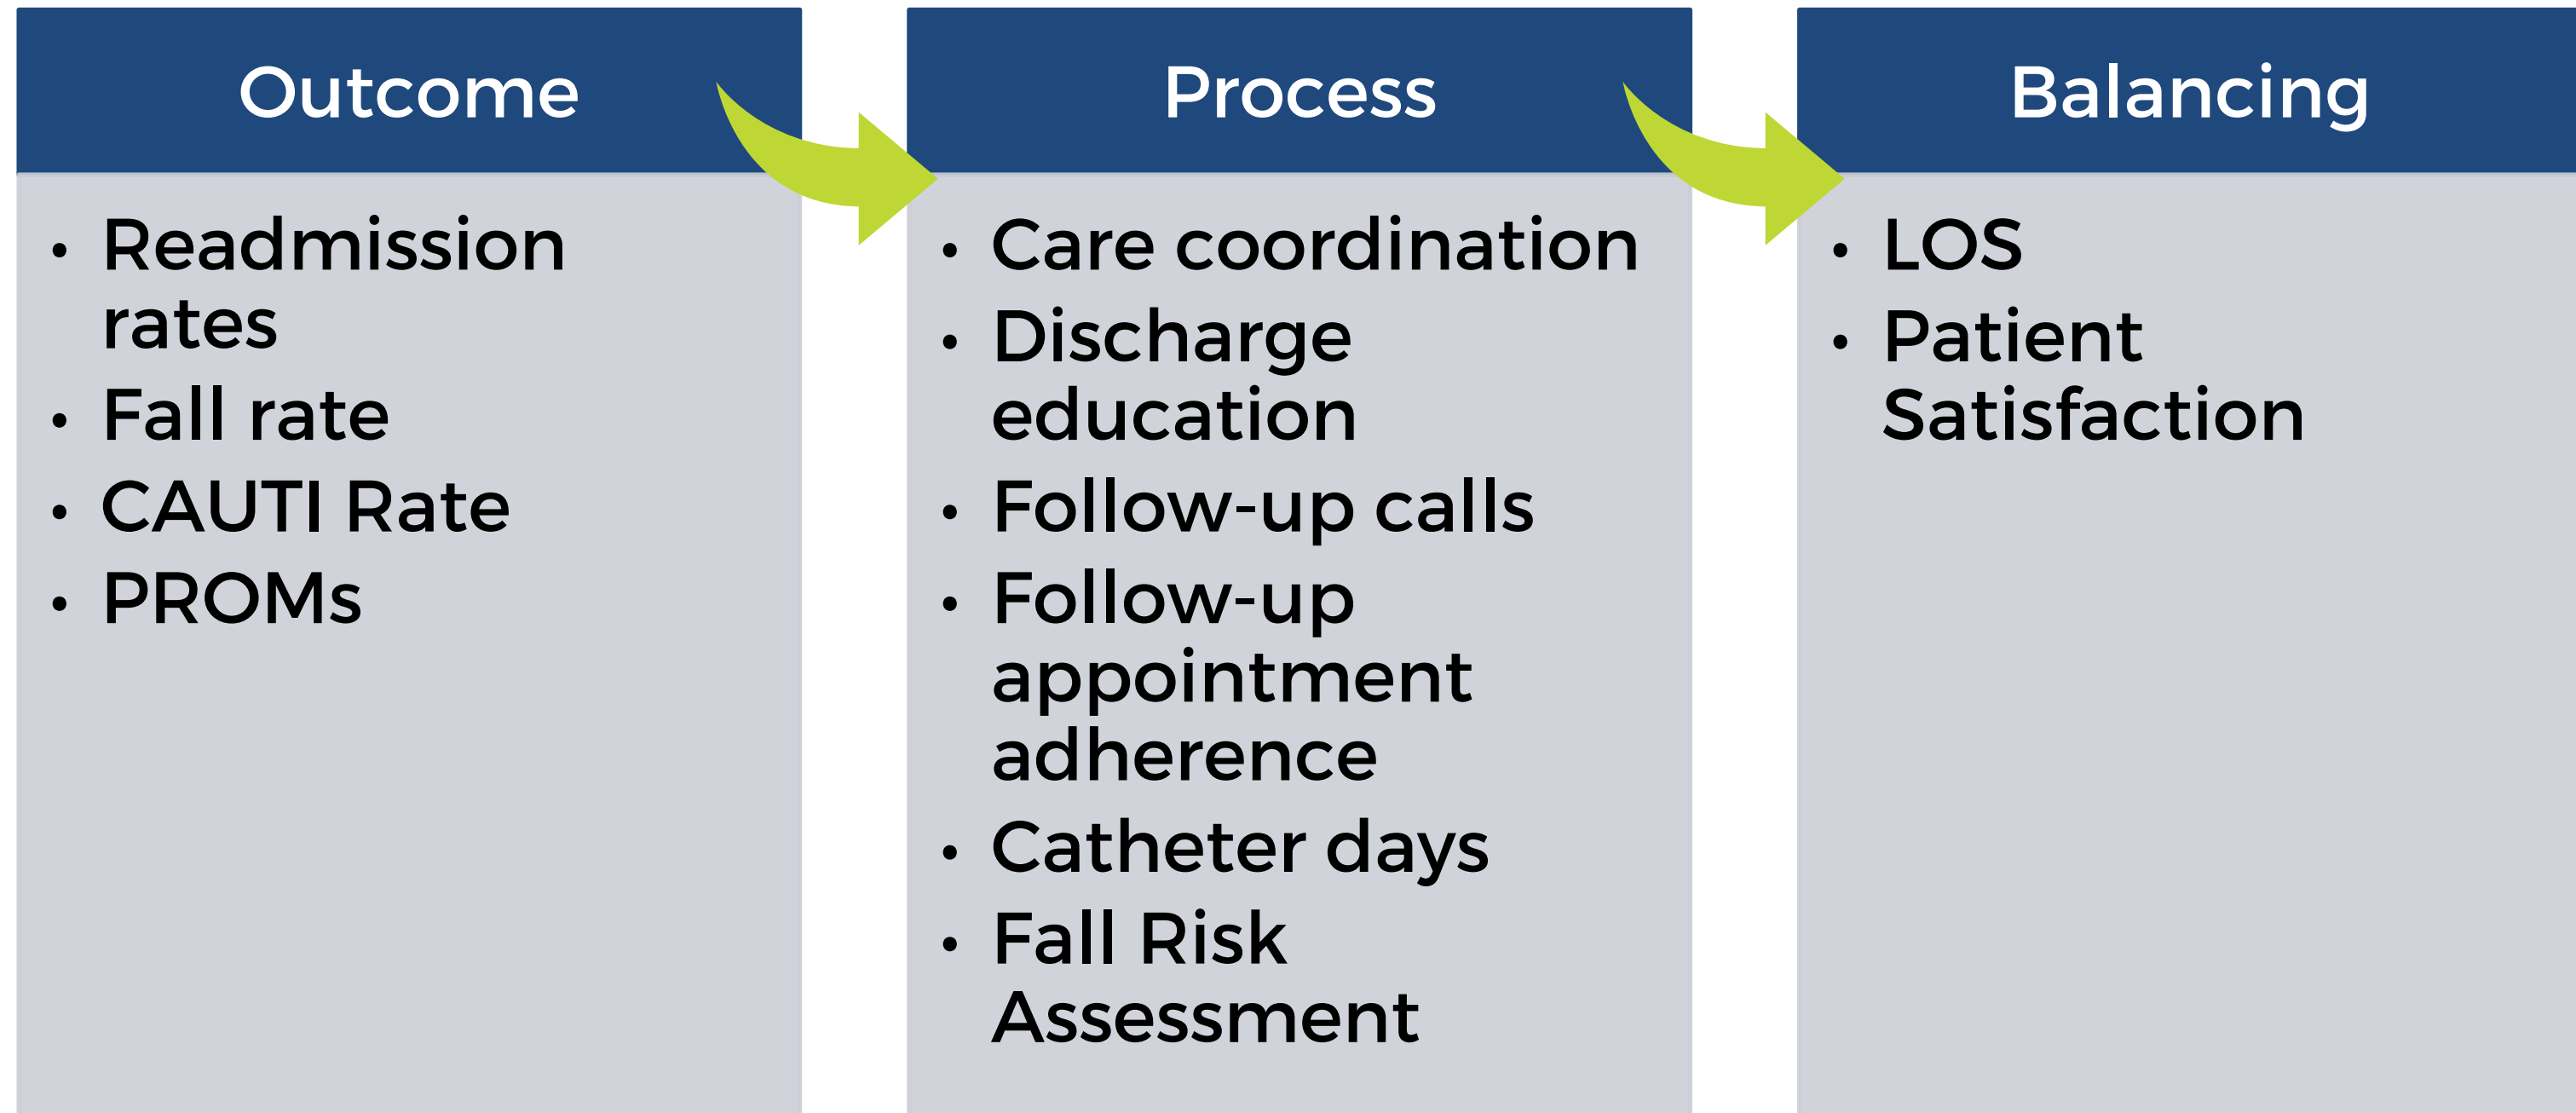 Outcome
• Readmission
rates
• Fall rate
• CAUTI Rate
• PROMs
Process
• Care coordination
• Discharge
education
• Follow-up calls
• Follow-up
appointment
adherence
• Catheter days
• Fall Risk
Assessment
Balancing
• LOS
• Patient
Satisfaction